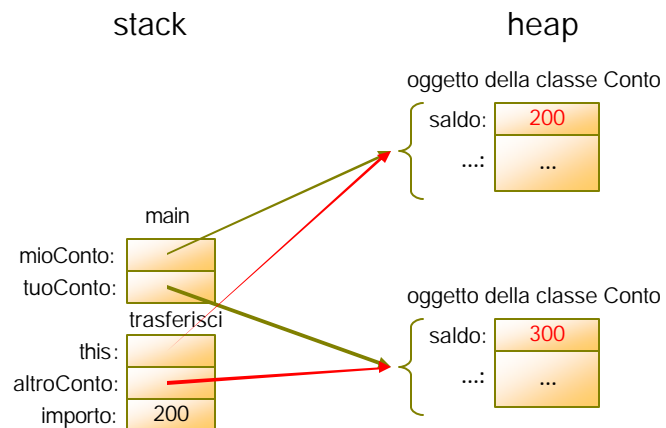 stack heap
oggetto della classe Conto
saldo: 200
...: ...
main
mioConto:
tuoConto:
oggetto della classe Conto
trasferisci
saldo: 300
this:
...: ...
altroConto:
importo: 200